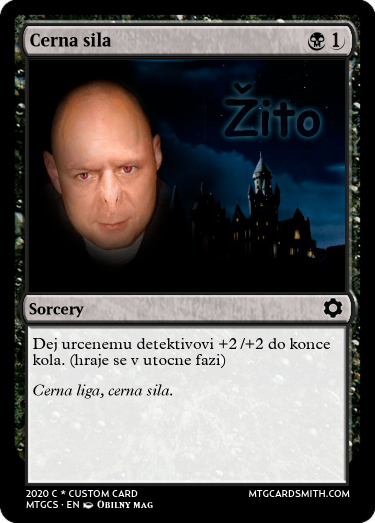 Cerna sila 1
Žito
Sorcery
Dej urcenemu detektivovi +2 /+2 do konce
kola. (hraje se v utocne fazi)
Cerna liga, cerna sila.
2020 C * CUSTOM CARD
MTGCARDSMITH.COM
MTGCS · EN Obilny mag